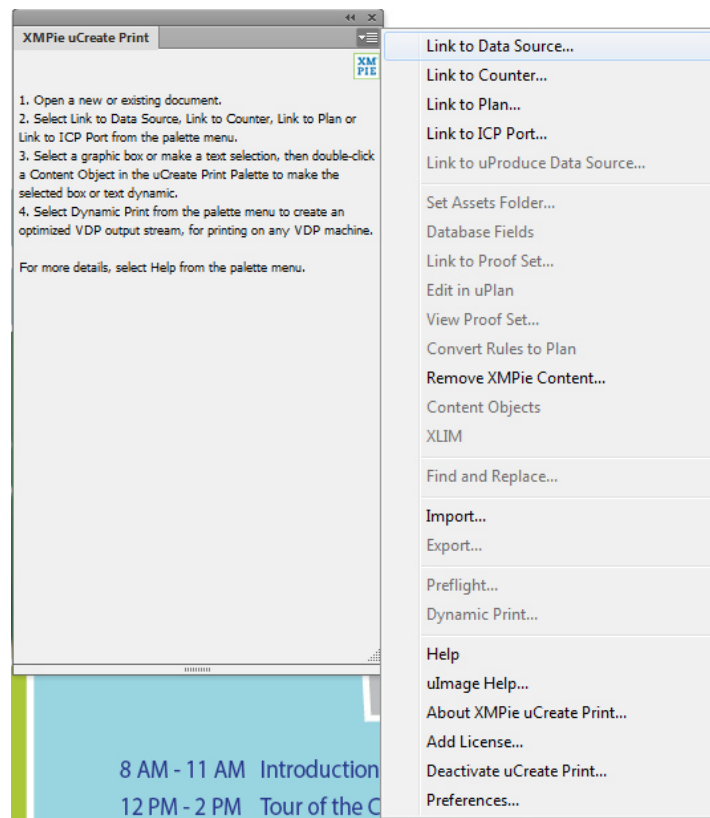 XMPie uCreate Print
XM
PIE
1. Open a new or existing document.
2. Select Link to Data Source, Link to Counter, Link to Plan or
Link to ICP Port from the palette menu.
3. Select a graphic box or make a text selection, then double-click
a Content Object in the uCreate Print Palette to make the
selected box or text dynamic.
4. Select Dynamic Print from the palette menu to create an
optimized VDP output stream, for printing on any VDP machine.
For more details, select Help from the palette menu.
Link to Data Source...
Link to Counter...
Link to Plan...
Link to ICP Port...
Link to uProduce Data Source...
Set Assets Folder...
Database Fields
Link to Proof Set...
Edit in uPlan
View Proof Set...
Convert Rules to Plan
Remove XMPie Content...
Content Objects
XLIM
Find and Replace...
Import...
Export...
Preflight...
Dynamic Print...
Help
uImage Help...
About XMPie uCreate Print...
Add License...
Deactivate uCreate Print...
Preferences...
8 AM - 11 AM Introduction
12 PM - 2 PM Tour of the C